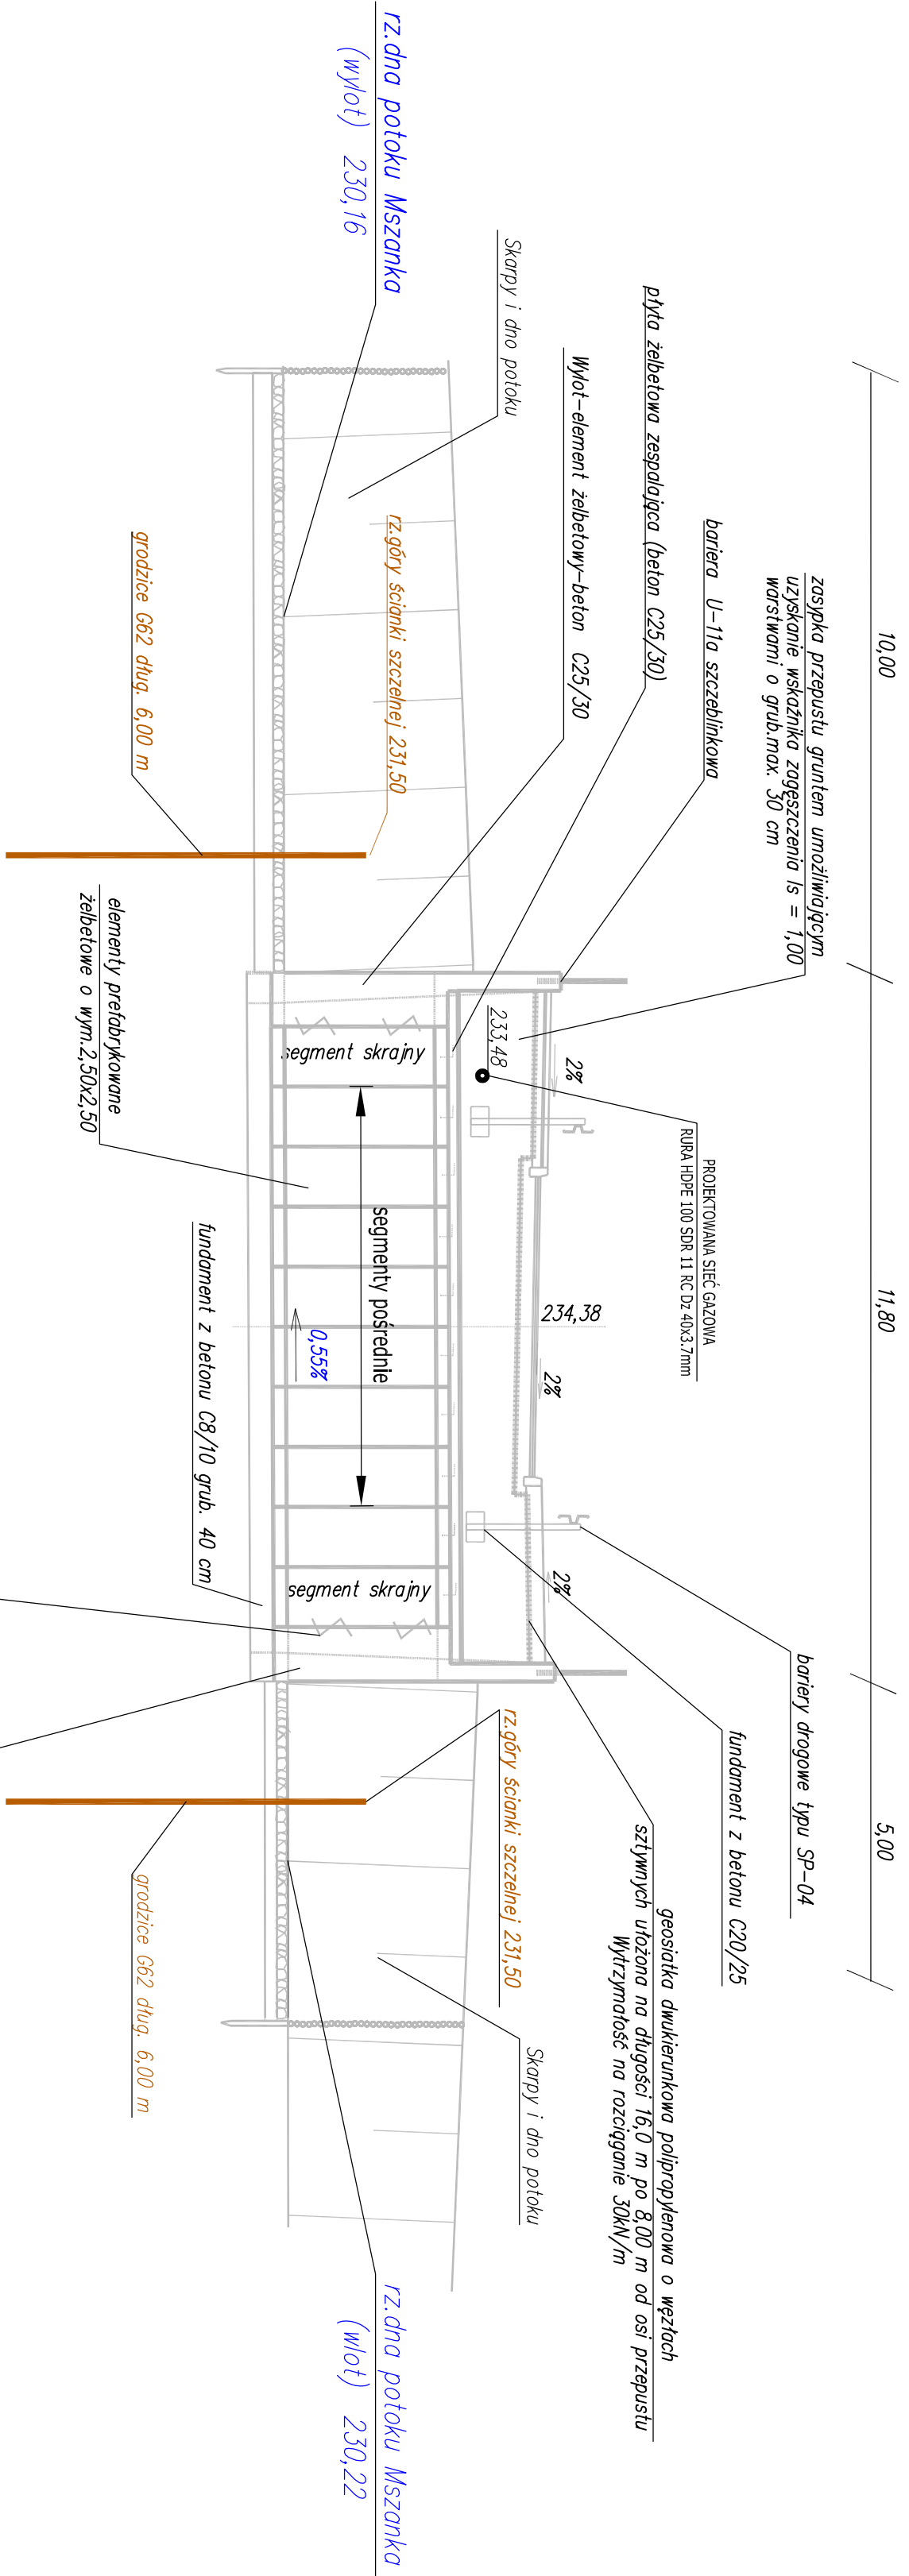 10,00
11,80
5,00
zasypka przepustu gruntem umożliwiającym
uzyskanie wskaźnika zagęszczenia Is = 1,00
warstwami o grub.max. 30 cm
bariera U-11a szczeblinkowa
płyta żelbetowa zespalająca (beton C25/30)
Wylot-element żelbetowy-beton C25/30
Skarpy i dno potoku
rz.dna potoku Mszanka
(wylot) 230,16
rz.góry ścianki szczelnej 231,50
grodzice G62 dług. 6,00 m
elementy prefabrykowane
żelbetowe o wym.2,50x2,50
fundament z betonu C8/10 grub. 40 cm
segment skrajny
segmenty pośrednie
0,55%
segment skrajny
233,48
2%
234,38
2%
2%
PROJEKTOWANA SIEĆ GAZOWA
RURA HDPE 100 SDR 11 RC Dz 40x3.7mm
bariery drogowe typu SP-04
fundament z betonu C20/25
geosiatka dwukierunkowa polipropylenowa o węzłach
sztywnych ułożona na długości 16,0 m po 8,00 m od osi przepustu
Wytrzymałość na rozciąganie 30kN/m
rz.góry ścianki szczelnej 231,50
Skarpy i dno potoku
grodzice G62 dług. 6,00 m
rz.dna potoku Mszanka
(wlot) 230,22